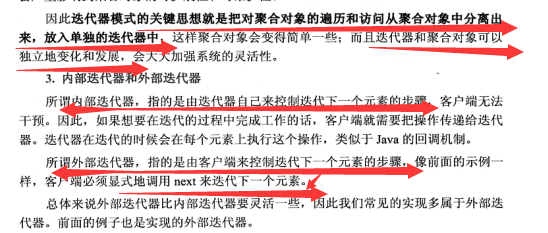 因此迭代器模式的关键思想就是把对聚合对象的遍历和访问从聚合对象中分离出
来，放入单独的迭代器中，这样聚合对象会变得简单一些；而且迭代器和聚合对象可以
独立地变化和发展，会大大加强系统的灵活性。
3. 内部迭代器和外部迭代器
所谓内部迭代器，指的是由迭代器自己来控制迭代下一个元素的步骤，客户端无法
干预。因此，如果想要在迭代的过程中完成工作的话，客户端就需要把操作传递给迭代
器。迭代器在迭代的时候会在每个元素上执行这个操作，类似于 Java 的回调机制。
所谓外部迭代器，指的是由客户端来控制迭代下一个元素的步骤，像前面的示例一
样，客户端必须显式地调用 next 来迭代下一个元素。
总体来说外部迭代器比内部迭代器要灵活一些，因此我们常见的实现多属于外部迭
代器。前面的例子也是实现的外部迭代器。